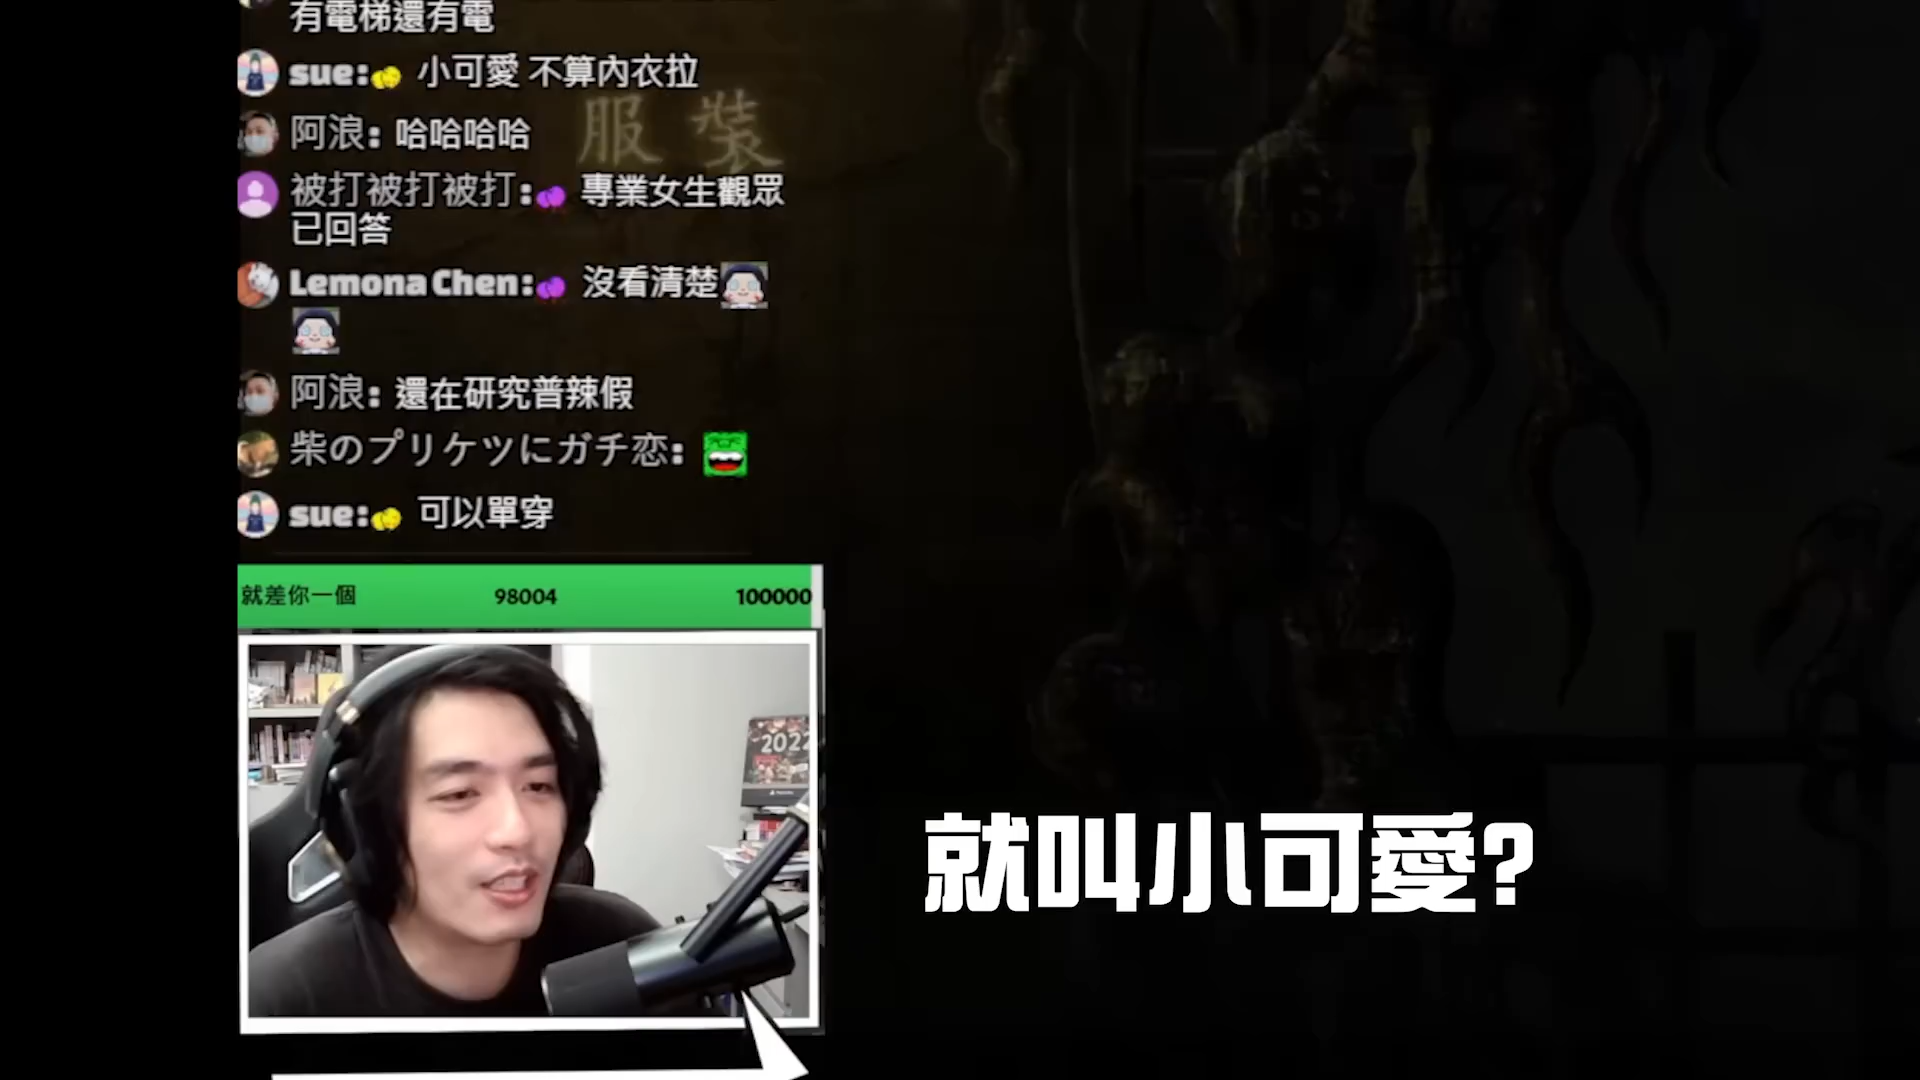 有電梯還有電
sue: 小可愛 不算內衣拉
服裝
阿浪: 哈哈哈哈
被打被打被打: 專業女生觀眾
已回答
Lemona Chen: 沒看清楚
阿浪: 還在研究普辣假
柴のプリケツにガチ恋:
sue: 可以單穿
就差你一個 98004 100000
2022
就叫小可愛?